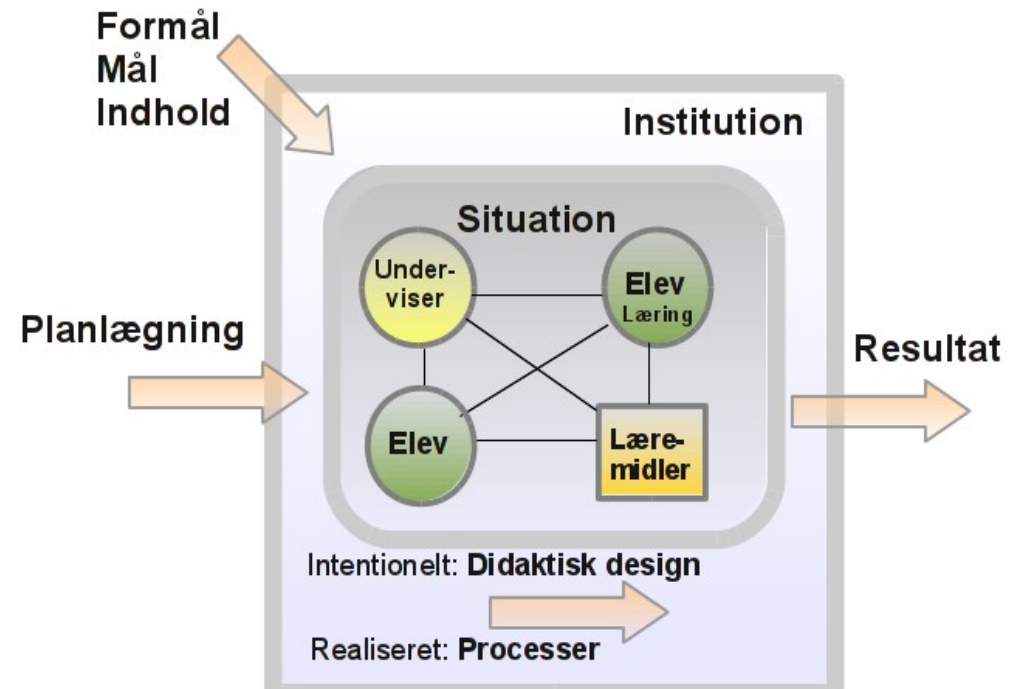 Formål
Mål
Indhold
Institution
Situation
Under-
viser
Elev
Læring
Planlægning
Resultat
Elev
Lære-
midler
Intentionelt: Didaktisk design
Realiseret: Processer